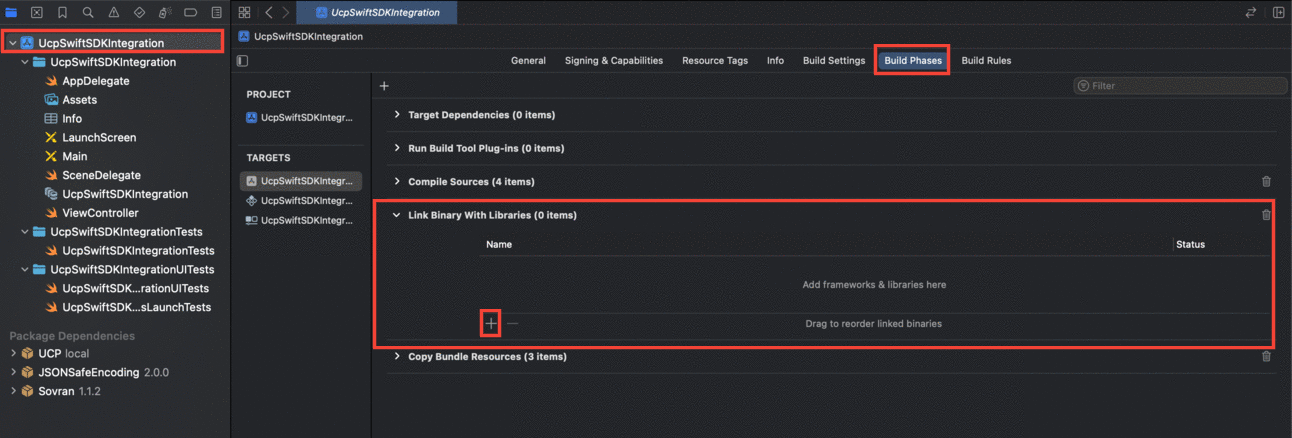 UcpSwiftSDKIntegration
UcpSwiftSDKIntegration
UcpSwiftSDKIntegration
AppDelegate
Assets
Info
LaunchScreen
Main
SceneDelegate
UcpSwiftSDKIntegration
ViewController
UcpSwiftSDKIntegrationTests
UcpSwiftSDKIntegrationTests
UcpSwiftSDKIntegrationUITests
UcpSwiftSDK...rationUITests
UcpSwiftSDK...sLaunchTests
Package Dependencies
UCP local
JSONSafeEncoding 2.0.0
Sovran 1.1.2
UcpSwiftSDKIntegration
General Signing & Capabilities Resource Tags Info Build Settings Build Phases Build Rules
PROJECT
UcpSwiftSDKIntegr...
TARGETS
UcpSwiftSDKIntegr...
UcpSwiftSDKIntegr...
UcpSwiftSDKIntegr...
Filter
Target Dependencies (0 items)
Run Build Tool Plug-ins (0 items)
Compile Sources (4 items)
Link Binary With Libraries (0 items)
Name Status
Add frameworks & libraries here
Drag to reorder linked binaries
Copy Bundle Resources (3 items)